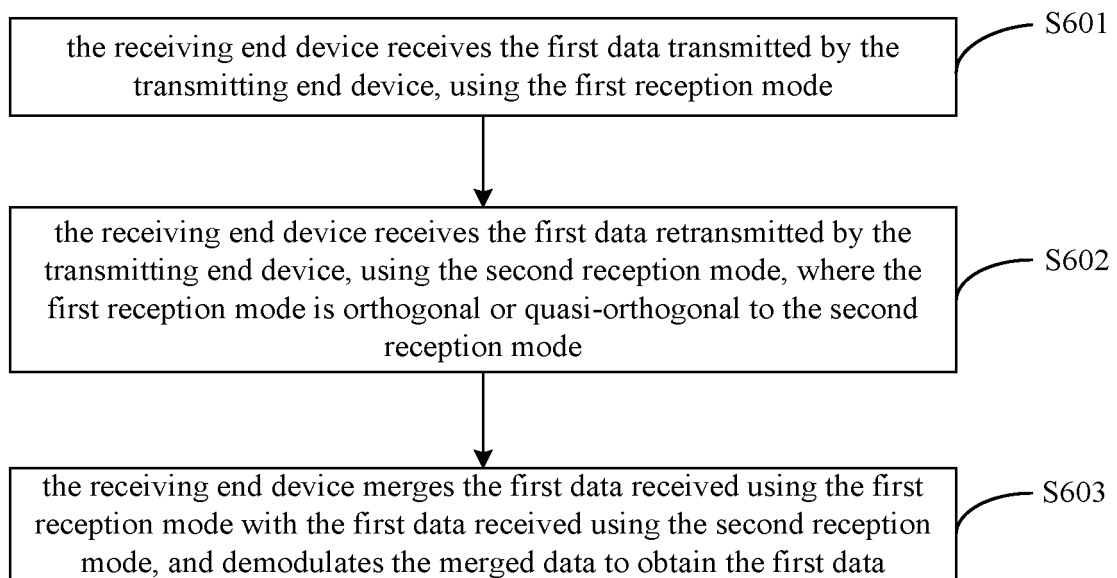 the receiving end device receives the first data transmitted by the
transmitting end device, using the first reception mode
S601
the receiving end device receives the first data retransmitted by the
transmitting end device, using the second reception mode, where the
first reception mode is orthogonal or quasi-orthogonal to the second
reception mode
S602
the receiving end device merges the first data received using the first
reception mode with the first data received using the second reception
mode, and demodulates the merged data to obtain the first data
S603